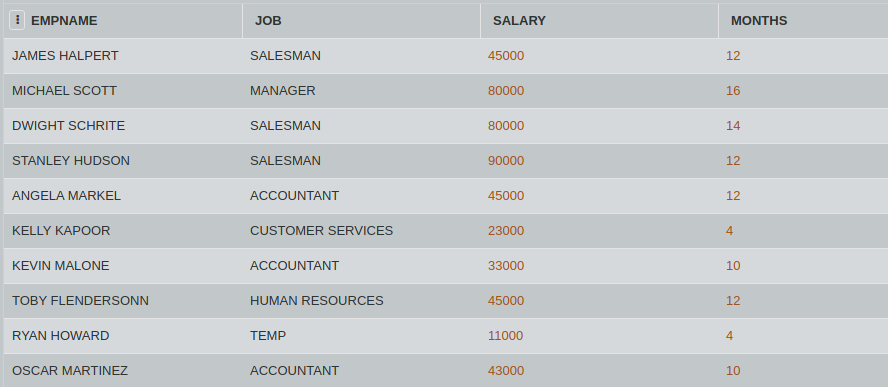 EMPNAME JOB SALARY MONTHS
JAMES HALPERT SALESMAN 45000 12
MICHAEL SCOTT MANAGER 80000 16
DWIGHT SCHRITE SALESMAN 80000 14
STANLEY HUDSON SALESMAN 90000 12
ANGELA MARKEL ACCOUNTANT 45000 12
KELLY KAPOOR CUSTOMER SERVICES 23000 4
KEVIN MALONE ACCOUNTANT 33000 10
TOBY FLENDERSONN HUMAN RESOURCES 45000 12
RYAN HOWARD TEMP 11000 4
OSCAR MARTINEZ ACCOUNTANT 43000 10